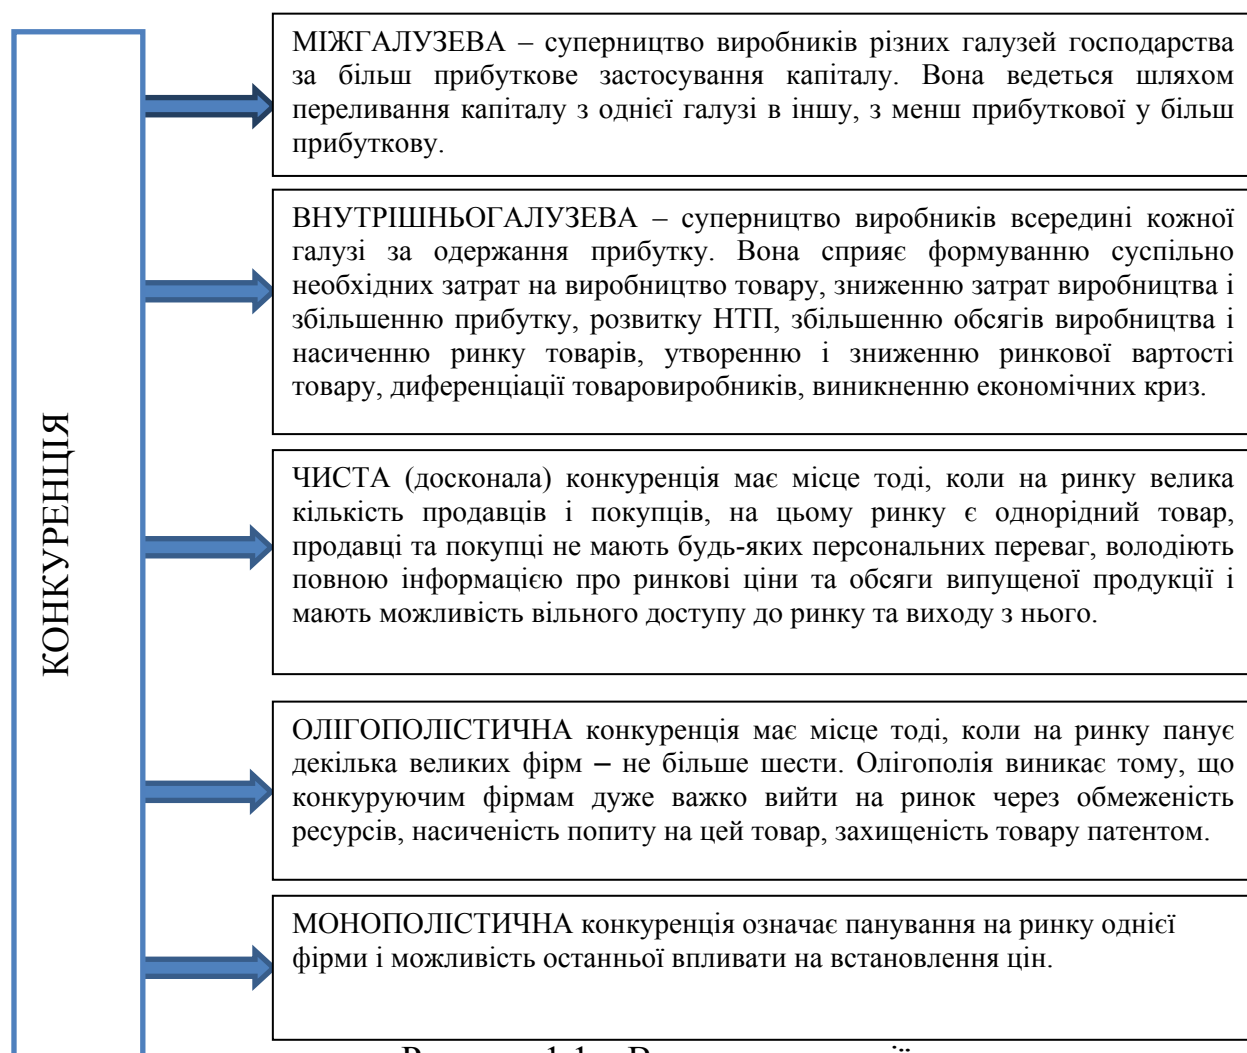 КОНКУРЕНЦІЯ
МІЖГАЛУЗЕВА – суперництво виробників різних галузей господарства
за більш прибуткове застосування капіталу. Вона ведеться шляхом
переливання капіталу з однієї галузі в іншу, з менш прибуткової у більш
прибуткову.
ВНУТРІШНЬОГАЛУЗЕВА – суперництво виробників всередині кожної
галузі за одержання прибутку. Вона сприяє формуванню суспільно
необхідних затрат на виробництво товару, зниженню затрат виробництва і
збільшенню прибутку, розвитку НТП, збільшенню обсягів виробництва і
насиченню ринку товарів, утворенню і зниженню ринкової вартості
товару, диференціації товаровиробників, виникненню економічних криз.
ЧИСТА (досконала) конкуренція має місце тоді, коли на ринку велика
кількість продавців і покупців, на цьому ринку є однорідний товар,
продавці та покупці не мають будь-яких персональних переваг, володіють
повною інформацією про ринкові ціни та обсяги випущеної продукції і
мають можливість вільного доступу до ринку та виходу з нього.
ОЛІГОПОЛІСТИЧНА конкуренція має місце тоді, коли на ринку панує
декілька великих фірм – не більше шести. Олігополія виникає тому, що
конкуруючим фірмам дуже важко вийти на ринок через обмеженість
ресурсів, насиченість попиту на цей товар, захищеність товару патентом.
МОНОПОЛІСТИЧНА конкуренція означає панування на ринку однієї
фірми і можливість останньої впливати на встановлення цін.